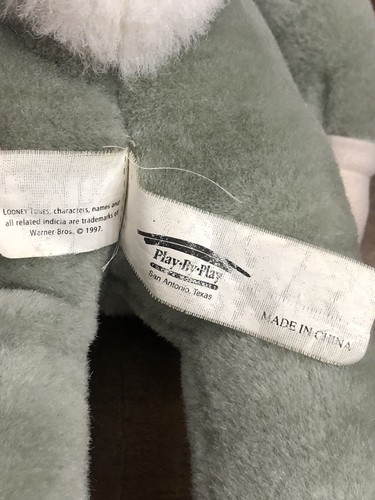 LOONEY TUNES, characters, names and
all related indicia are trademarks of
Warner Bros. © 1997.
Play-By-Play
San Antonio, Texas
MADE IN CHINA